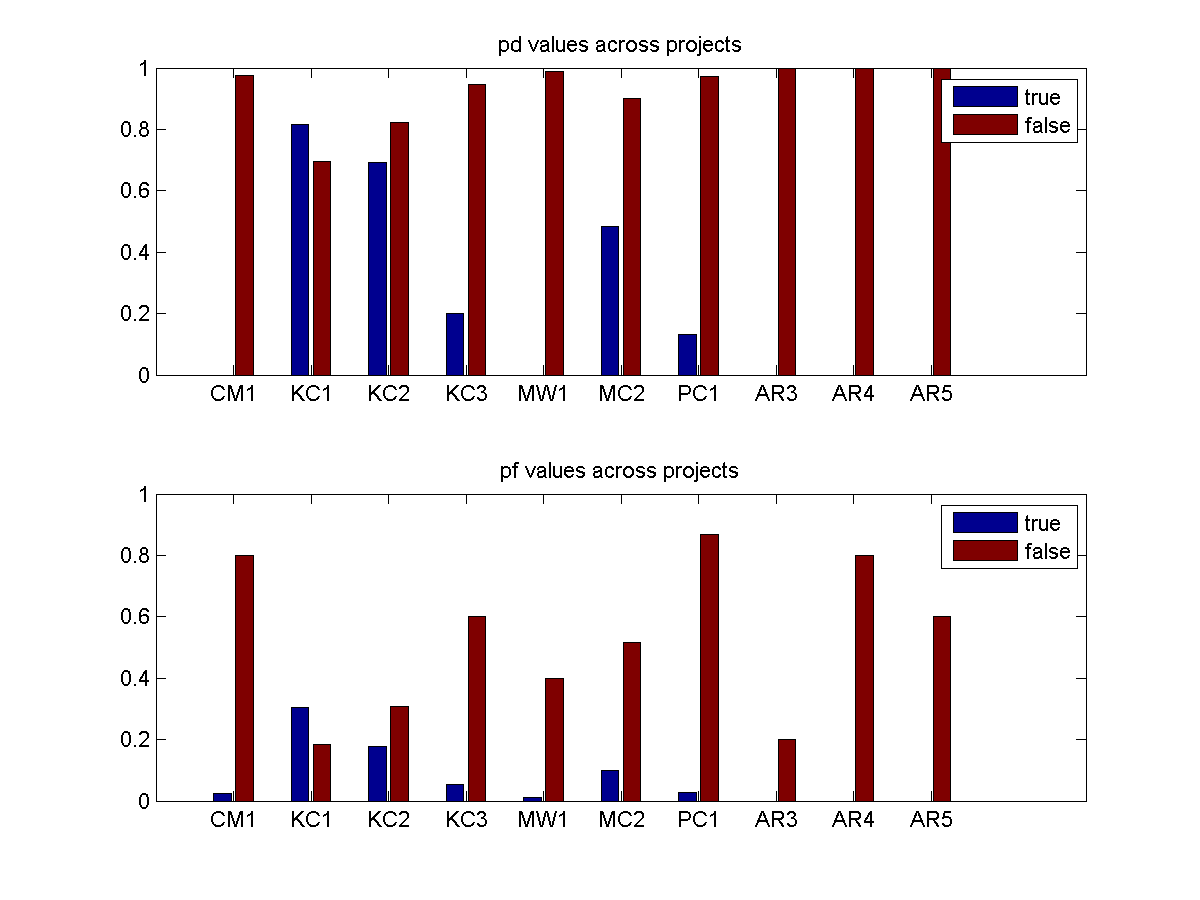 pd values across projects
1
0.8
0.6
0.4
0.2
0
true
false
CM1 KC1 KC2 KC3 MW1 MC2 PC1 AR3 AR4 AR5
pf values across projects
1
0.8
0.6
0.4
0.2
0
true
false
CM1 KC1 KC2 KC3 MW1 MC2 PC1 AR3 AR4 AR5